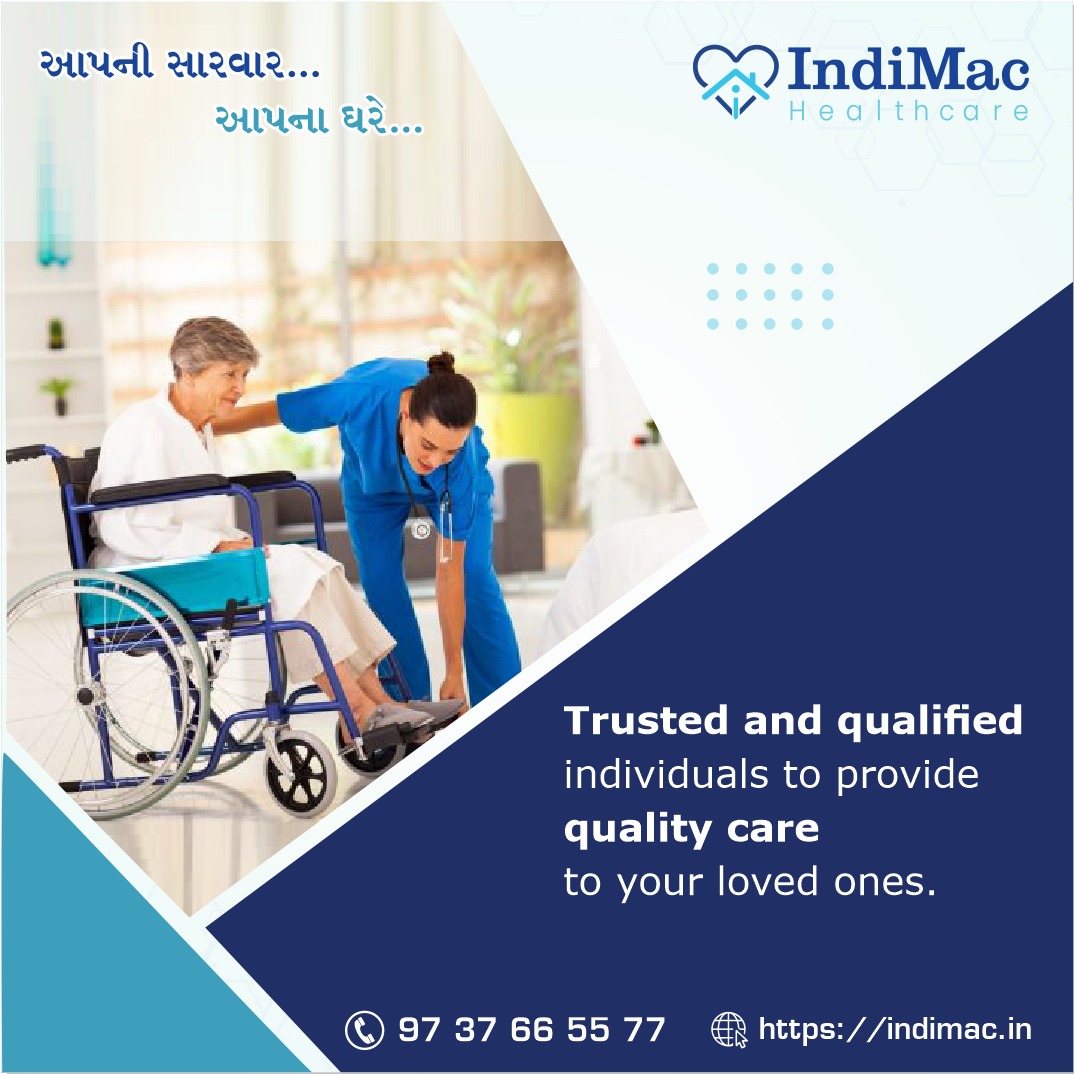 આપની સારવાર...
આપના ઘરે...
IndiMac
Healthcare
Trusted and qualified
individuals to provide
quality care
to your loved ones.
97 37 66 55 77
https://indimac.in